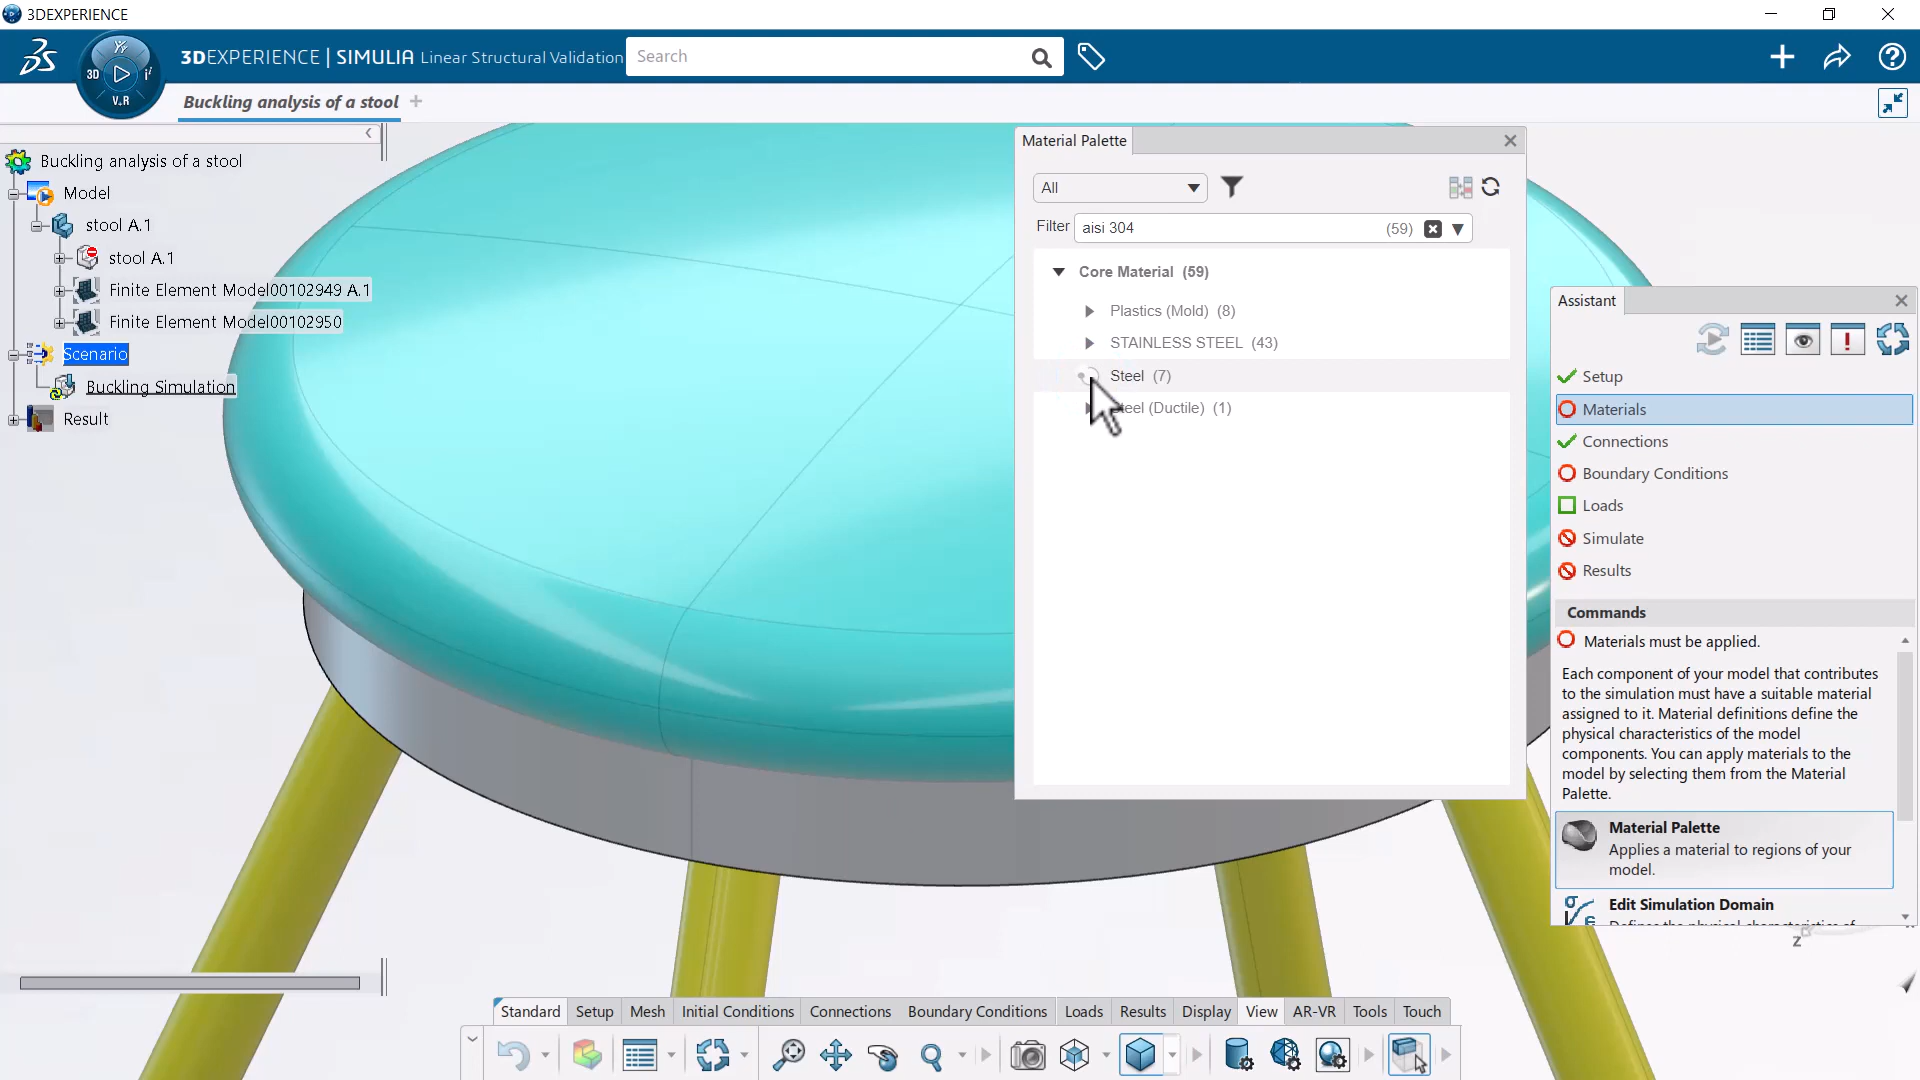 3DEXPERIENCE
3DEXPERIENCE | SIMULIA Linear Structural Validation
Search
3D
V.R
Buckling analysis of a stool +
Buckling analysis of a stool
Model
stool A.1
stool A.1
Finite Element Model00102949 A.1
Finite Element Model00102950
Scenario
Buckling Simulation
Result
Material Palette
All
Filter aisi 304 (59)
Core Material (59)
Plastics (Mold) (8)
STAINLESS STEEL (43)
Steel (7)
Steel (Ductile) (1)
Assistant
Setup
Materials
Connections
Boundary Conditions
Loads
Simulate
Results
Commands
Materials must be applied.
Each component of your model that contributes
to the simulation must have a suitable material
assigned to it. Material definitions define the
physical characteristics of the model
components. You can apply materials to the
model by selecting them from the Material
Palette.
Material Palette
Applies a material to regions of your
model.
Edit Simulation Domain
Defines the physical characteristics of
z
Standard Setup Mesh Initial Conditions Connections Boundary Conditions Loads Results Display View AR-VR Tools Touch